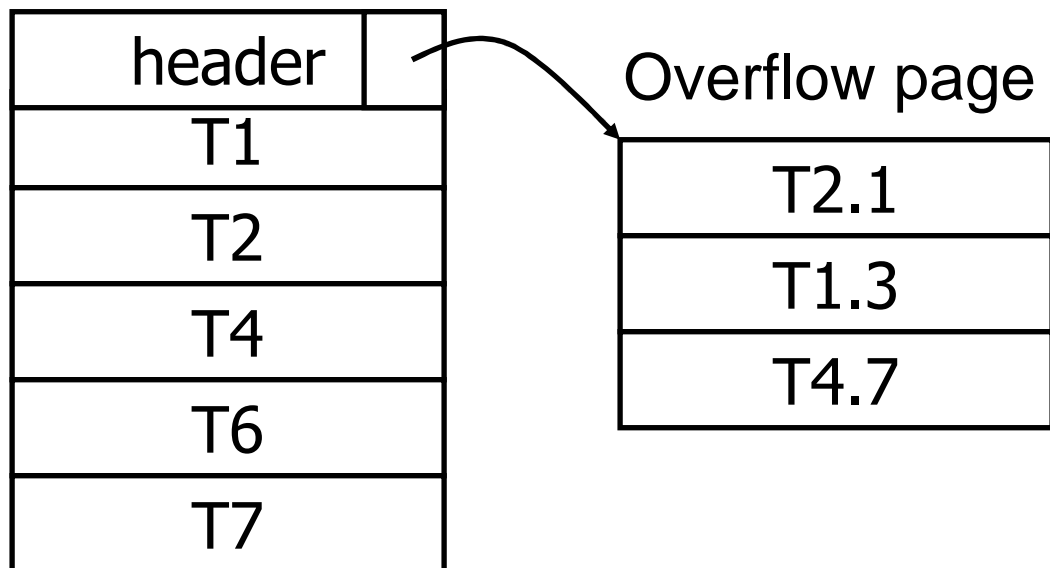 header
T1
T2
T4
T6
T7
Overflow page
T2.1
T1.3
T4.7